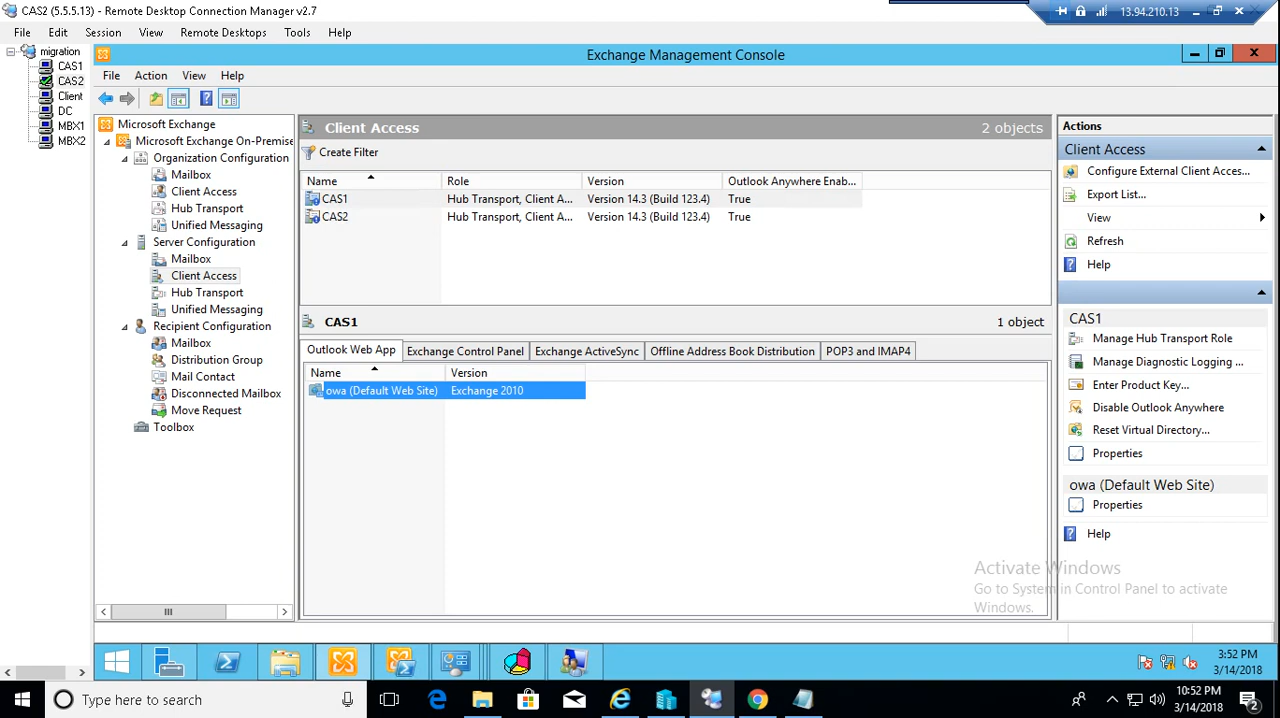 CAS2 (5.5.5.13) - Remote Desktop Connection Manager v2.7
13.94.210.13
File Edit Session View Remote Desktops Tools Help
migration
CAS1
CAS2
Client
DC
MBX1
MBX2
Exchange Management Console
File Action View Help
Microsoft Exchange
Microsoft Exchange On-Premise
Organization Configuration
Mailbox
Client Access
Hub Transport
Unified Messaging
Server Configuration
Mailbox
Client Access
Hub Transport
Unified Messaging
Recipient Configuration
Mailbox
Distribution Group
Mail Contact
Disconnected Mailbox
Move Request
Toolbox
Client Access 2 objects
Create Filter
Name Role Version Outlook Anywhere Enab...
CAS1 Hub Transport, Client A... Version 14.3 (Build 123.4) True
CAS2 Hub Transport, Client A... Version 14.3 (Build 123.4) True
CAS1 1 object
Outlook Web App Exchange Control Panel Exchange ActiveSync Offline Address Book Distribution POP3 and IMAP4
Name Version
owa (Default Web Site) Exchange 2010
Actions
Client Access
Configure External Client Acces...
Export List...
View
Refresh
Help
CAS1
Manage Hub Transport Role
Manage Diagnostic Logging ...
Enter Product Key...
Disable Outlook Anywhere
Reset Virtual Directory...
Properties
owa (Default Web Site)
Properties
Help
Activate Windows
Go to System in Control Panel to activate
Windows.
3:52 PM
3/14/2018
Type here to search
10:52 PM
3/14/2018
2